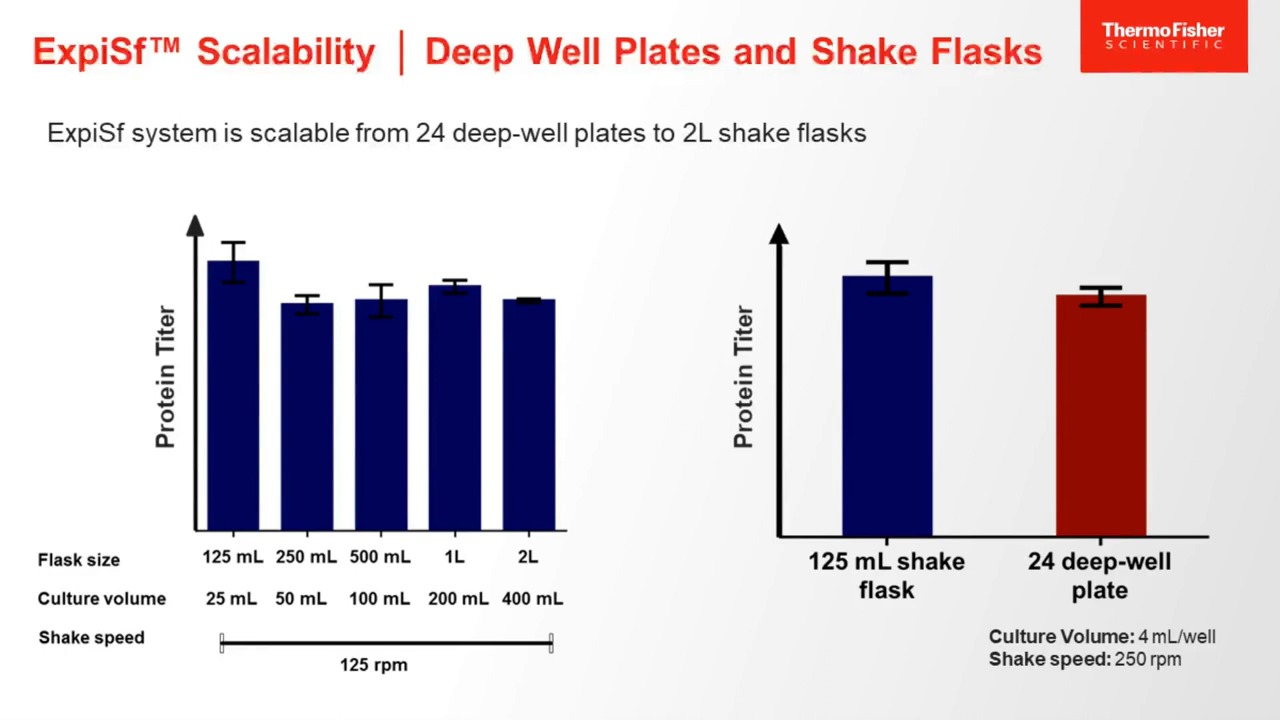 ExpiSf™ Scalability | Deep Well Plates and Shake Flasks
ThermoFisher
SCIENTIFIC
ExpiSf system is scalable from 24 deep-well plates to 2L shake flasks
Protein Titer
Flask size 125 mL 250 mL 500 mL 1L 2L
Culture volume 25 mL 50 mL 100 mL 200 mL 400 mL
Shake speed
125 rpm
Protein Titer
125 mL shake
flask
24 deep-well
plate
Culture Volume: 4 mL/well
Shake speed: 250 rpm